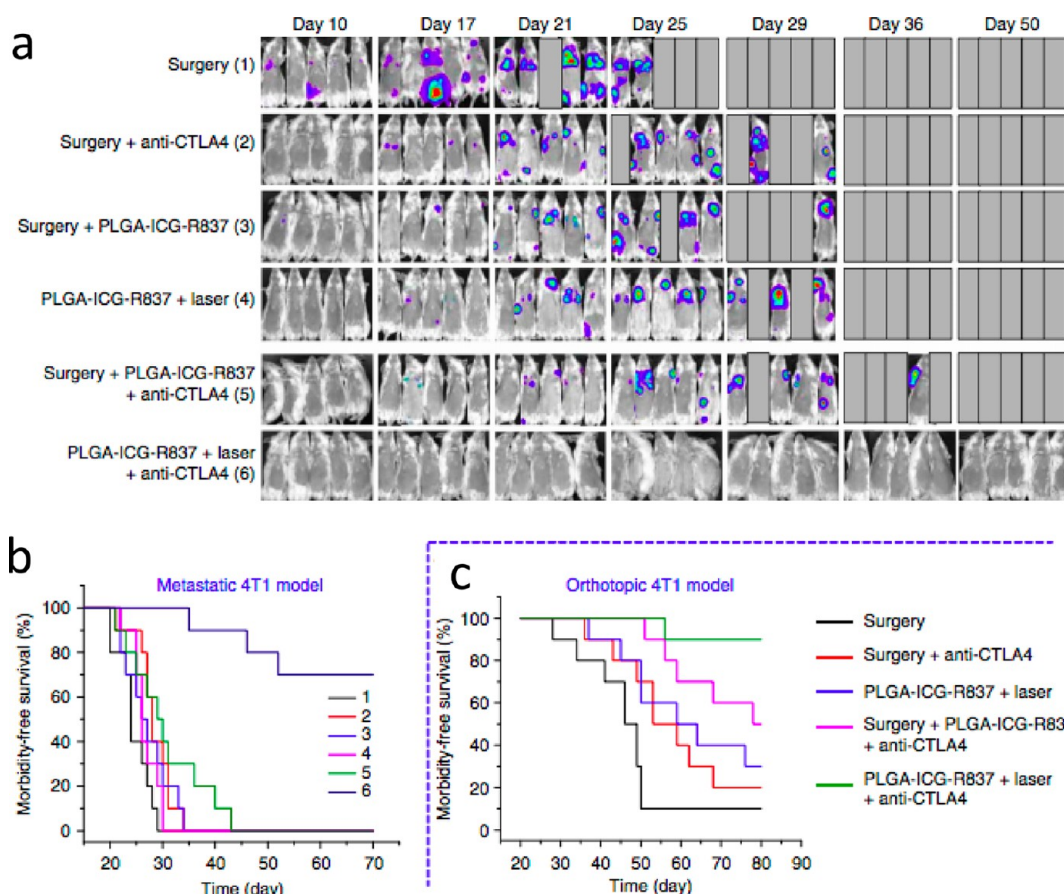 a
Day 10 Day 17 Day 21 Day 25 Day 29 Day 36 Day 50
Surgery (1)
Surgery + anti-CTLA4 (2)
Surgery + PLGA-ICG-R837 (3)
PLGA-ICG-R837 + laser (4)
Surgery + PLGA-ICG-R837
+ anti-CTLA4 (5)
PLGA-ICG-R837 + laser
+ anti-CTLA4 (6)
b
Metastatic 4T1 model
Morbidity-free survival (%)
100
80
60
40
20
0
1
2
3
4
5
6
20 30 40 50 60 70
Time (day)
c
Orthotopic 4T1 model
Morbidity-free survival (%)
100
80
60
40
20
0
20 30 40 50 60 70 80 90
Time (day)
Surgery
Surgery + anti-CTLA4
PLGA-ICG-R837 + laser
Surgery + PLGA-ICG-R83
+ anti-CTLA4
PLGA-ICG-R837 + laser
+ anti-CTLA4